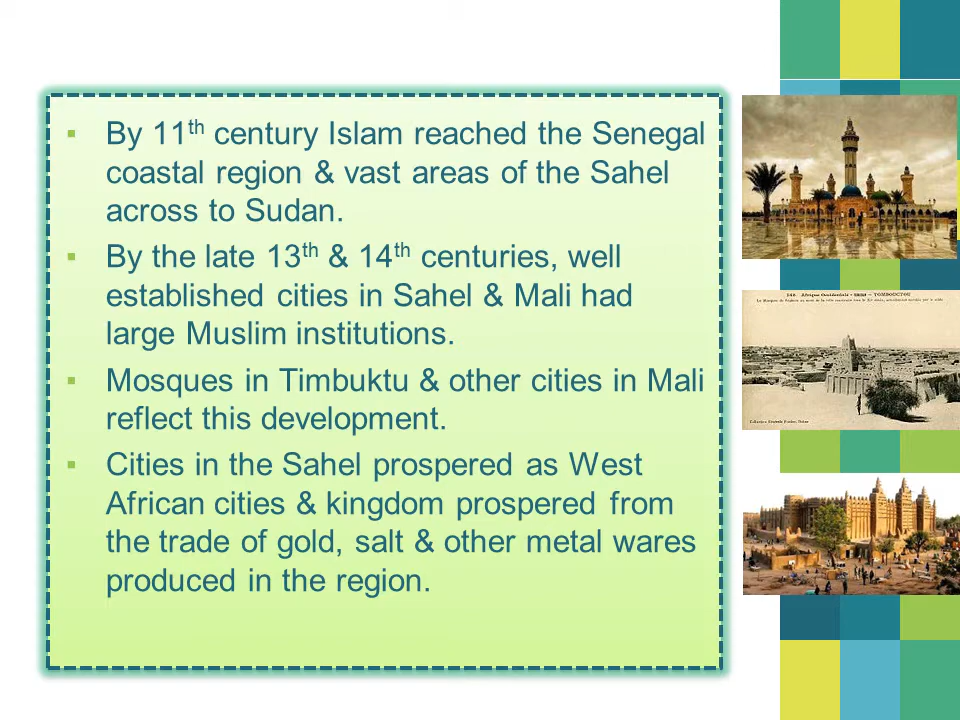 ▪ By 11th century Islam reached the Senegal
coastal region & vast areas of the Sahel
across to Sudan.
▪ By the late 13th & 14th centuries, well
established cities in Sahel & Mali had
large Muslim institutions.
▪ Mosques in Timbuktu & other cities in Mali
reflect this development.
▪ Cities in the Sahel prospered as West
African cities & kingdom prospered from
the trade of gold, salt & other metal wares
produced in the region.
Afrique Occidentale
TOMBOUCTOU